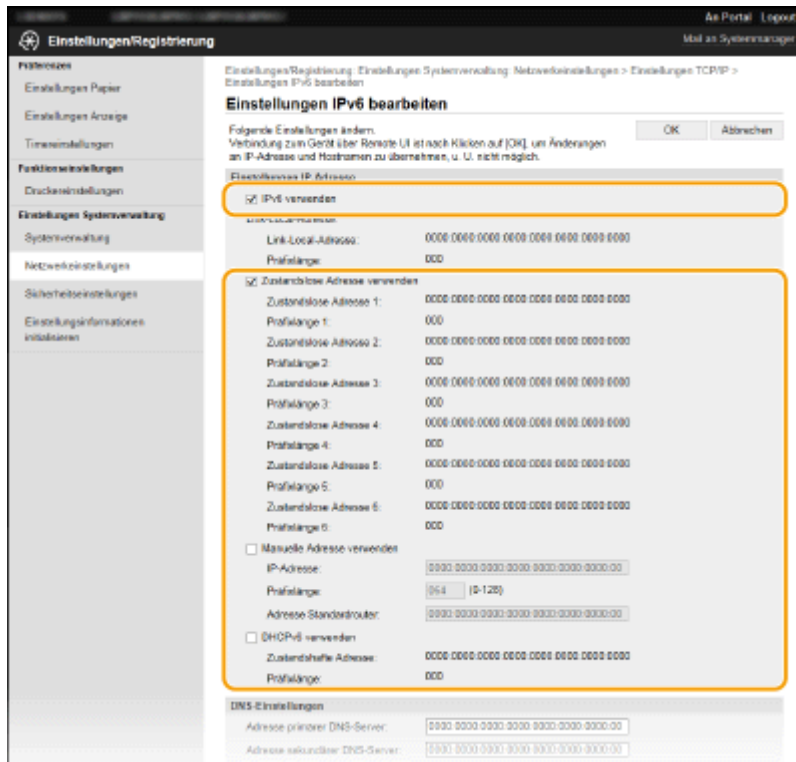 An Portal Logout
Einstellungen/Registrierung
Mail an Systemmanager
Präferenzen
Einstellungen Papier
Einstellungen Anzeige
Timereinstellungen
Funktionseinstellungen
Druckereinstellungen
Einstellungen Systemverwaltung
Systemverwaltung
Netzwerkeinstellungen
Sicherheitseinstellungen
Einstellungsinformationen
initialisieren
Einstellungen/Registrierung: Einstellungen Systemverwaltung: Netzwerkeinstellungen > Einstellungen TCP/IP >
Einstellungen IPv6 bearbeiten
Einstellungen IPv6 bearbeiten
Folgende Einstellungen ändern.
Verbindung zum Gerät über Remote UI ist nach Klicken auf [OK], um Änderungen
an IP-Adresse und Hostnamen zu übernehmen, u. U. nicht möglich.
OK Abbrechen
Einstellungen IP-Adresse
IPv6 verwenden
Link-Local-Adresse
Link-Local-Adresse: 0000:0000:0000:0000:0000:0000:0000:0000
Präfixlänge: 000
Zustandslose Adresse verwenden
Zustandslose Adresse 1: 0000:0000:0000:0000:0000:0000:0000:0000
Präfixlänge 1: 000
Zustandslose Adresse 2: 0000:0000:0000:0000:0000:0000:0000:0000
Präfixlänge 2: 000
Zustandslose Adresse 3: 0000:0000:0000:0000:0000:0000:0000:0000
Präfixlänge 3: 000
Zustandslose Adresse 4: 0000:0000:0000:0000:0000:0000:0000:0000
Präfixlänge 4: 000
Zustandslose Adresse 5: 0000:0000:0000:0000:0000:0000:0000:0000
Präfixlänge 5: 000
Zustandslose Adresse 6: 0000:0000:0000:0000:0000:0000:0000:0000
Präfixlänge 6: 000
Manuelle Adresse verwenden
IP-Adresse: 0000:0000:0000:0000:0000:0000:0000:00
Präfixlänge: 064 (0-128)
Adresse Standardrouter: 0000:0000:0000:0000:0000:0000:0000:00
DHCPv6 verwenden
Zustandshafte Adresse: 0000:0000:0000:0000:0000:0000:0000:0000
Präfixlänge: 000
DNS-Einstellungen
Adresse primärer DNS-Server: 0000:0000:0000:0000:0000:0000:0000:00
Adresse sekundärer DNS-Server: 0000:0000:0000:0000:0000:0000:0000:00